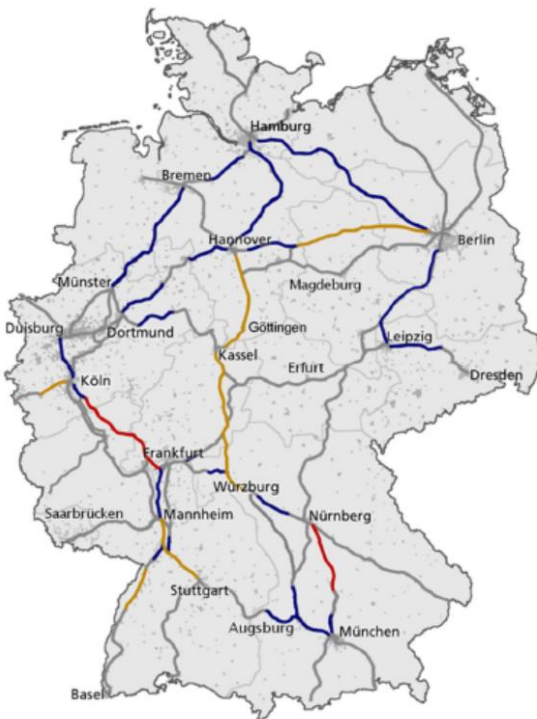 Hamburg
Bremen
Hannover
Berlin
Münster
Magdeburg
Duisburg
Dortmund
Göttingen
Leipzig
Kassel
Erfurt
Köln
Dresden
Frankfurt
Würzburg
Saarbrücken
Mannheim
Nürnberg
Stuttgart
Augsburg
München
Basel